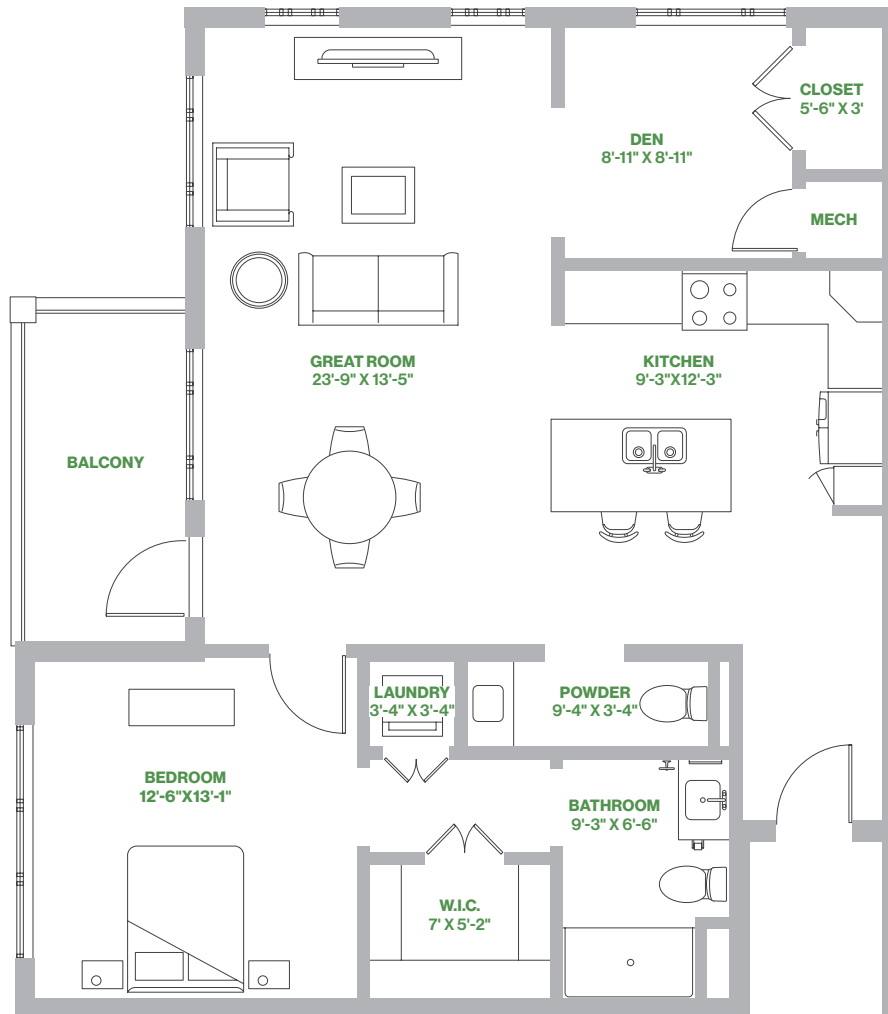 CLOSET
5'-6" X 3'
DEN
8'-11" X 8'-11"
MECH
GREAT ROOM
23'-9" X 13'-5"
KITCHEN
9'-3"X12'-3"
BALCONY
LAUNDRY
3'-4" X 3'-4"
POWDER
9'-4" X 3'-4"
BEDROOM
12'-6"X13'-1"
BATHROOM
9'-3" X 6'-6"
W.I.C.
7' X 5'-2"